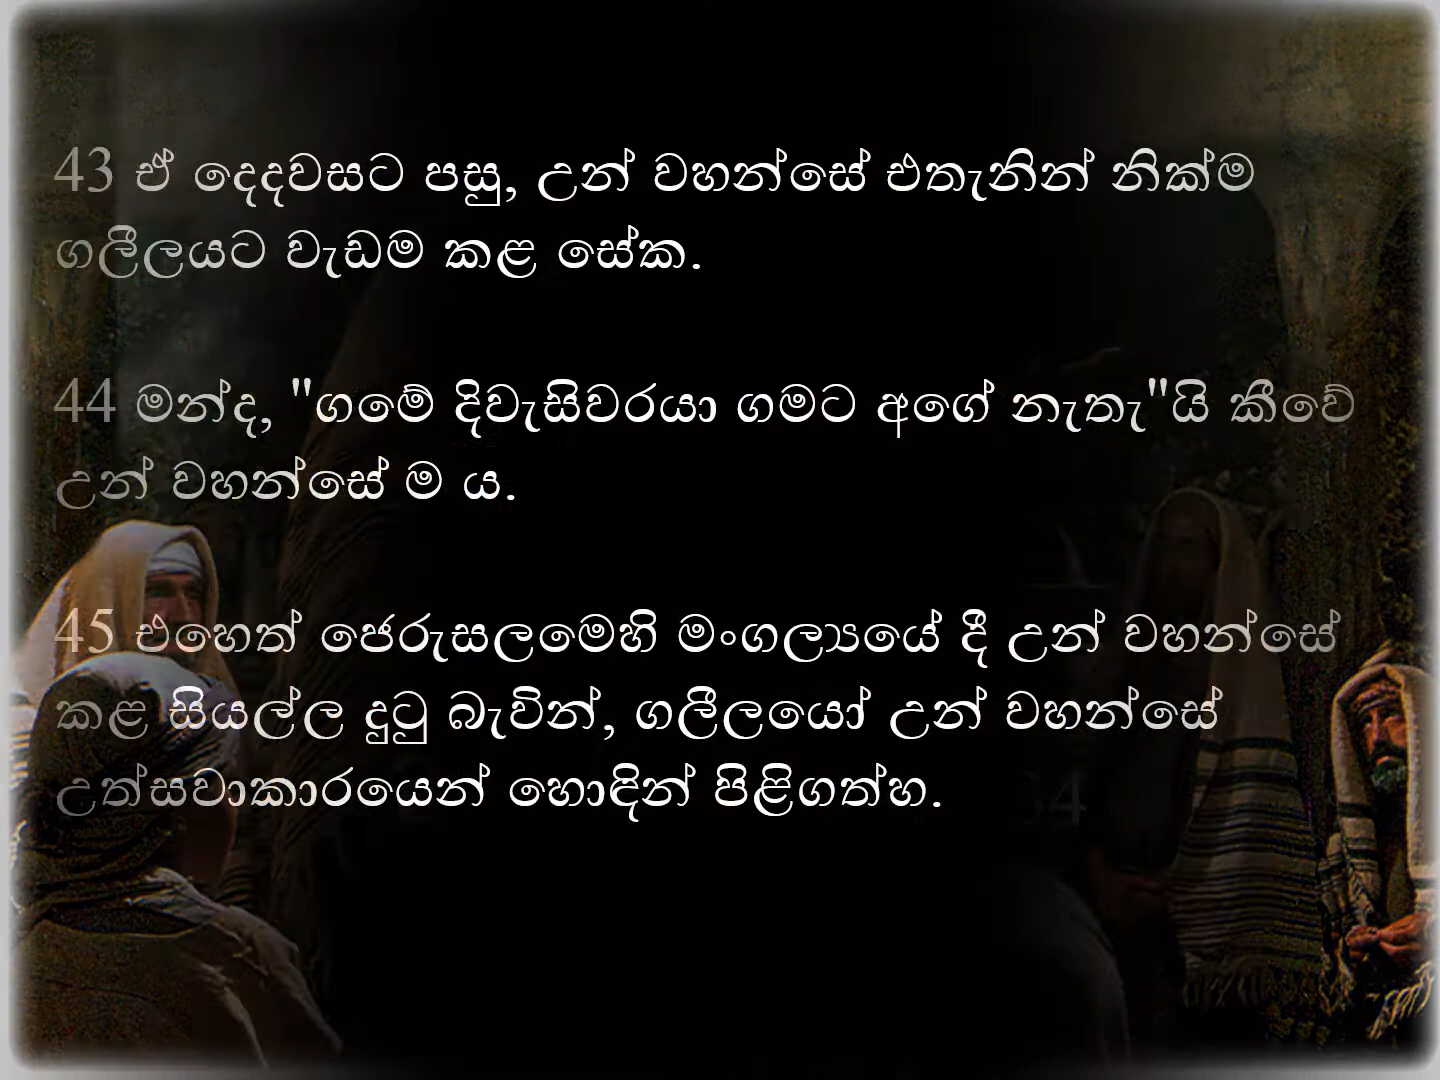 43 ඒ දෙදවසට පසු, උන් වහන්සේ එතැනින් නික්ම
ගලීලයට වැඩම කළ සේක.
44 මන්ද, "ගමේ දිවැසිවරයා ගමට අගේ නැතැ"යි කීවේ
උන් වහන්සේ ම ය.
45 එහෙත් ජෙරුසලමෙහි මංගල්‍යයේ දී උන් වහන්සේ
කළ සියල්ල දුටු බැවින්, ගලීලයෝ උන් වහන්සේ
උත්සවාකාරයෙන් හොඳින් පිළිගත්හ.